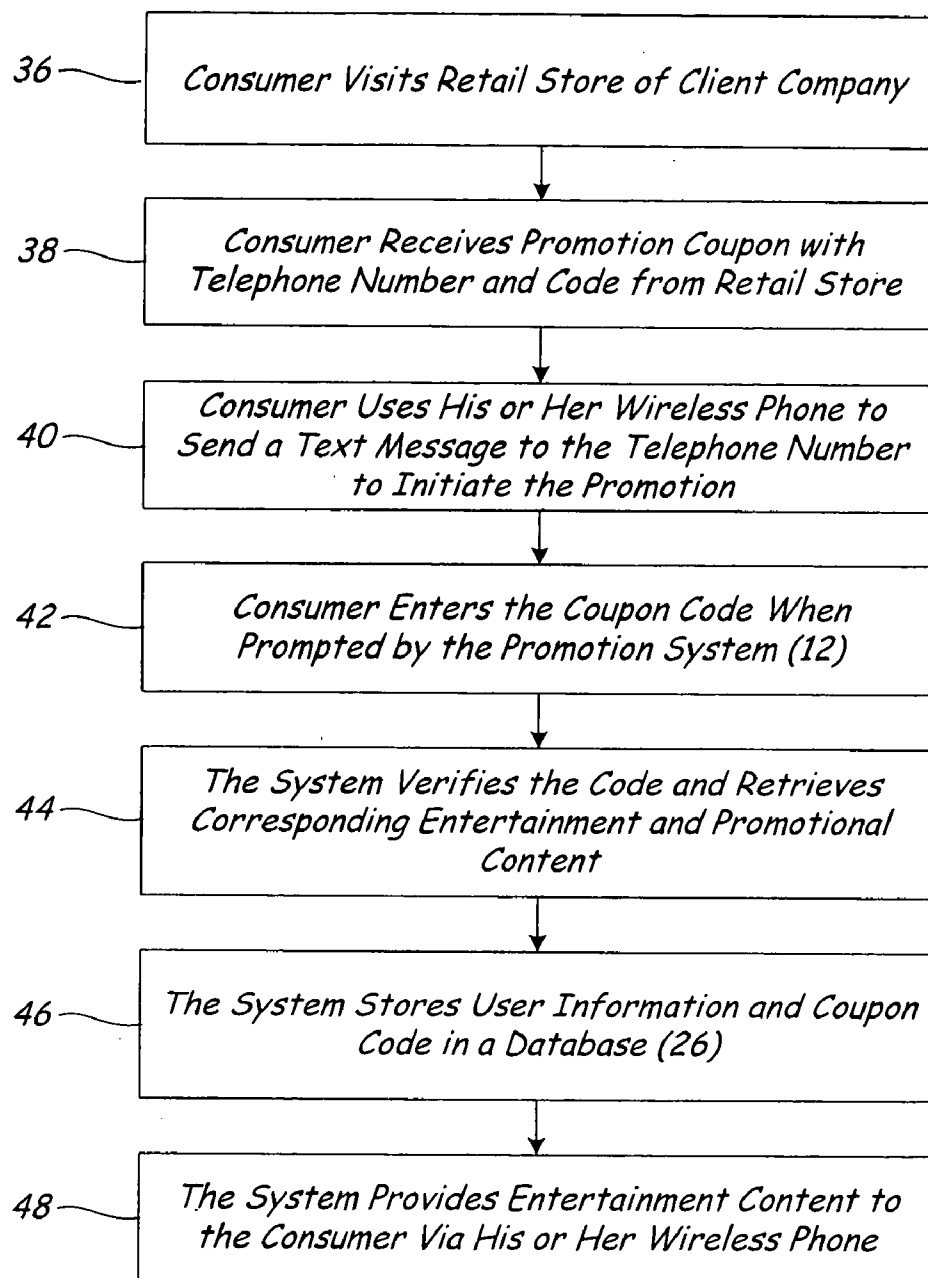 36
Consumer Visits Retail Store of Client Company
38
Consumer Receives Promotion Coupon with
Telephone Number and Code from Retail Store
40
Consumer Uses His or Her Wireless Phone to
Send a Text Message to the Telephone Number
to Initiate the Promotion
42
Consumer Enters the Coupon Code When
Prompted by the Promotion System (12)
44
The System Verifies the Code and Retrieves
Corresponding Entertainment and Promotional
Content
46
The System Stores User Information and Coupon
Code in a Database (26)
48
The System Provides Entertainment Content to
the Consumer Via His or Her Wireless Phone